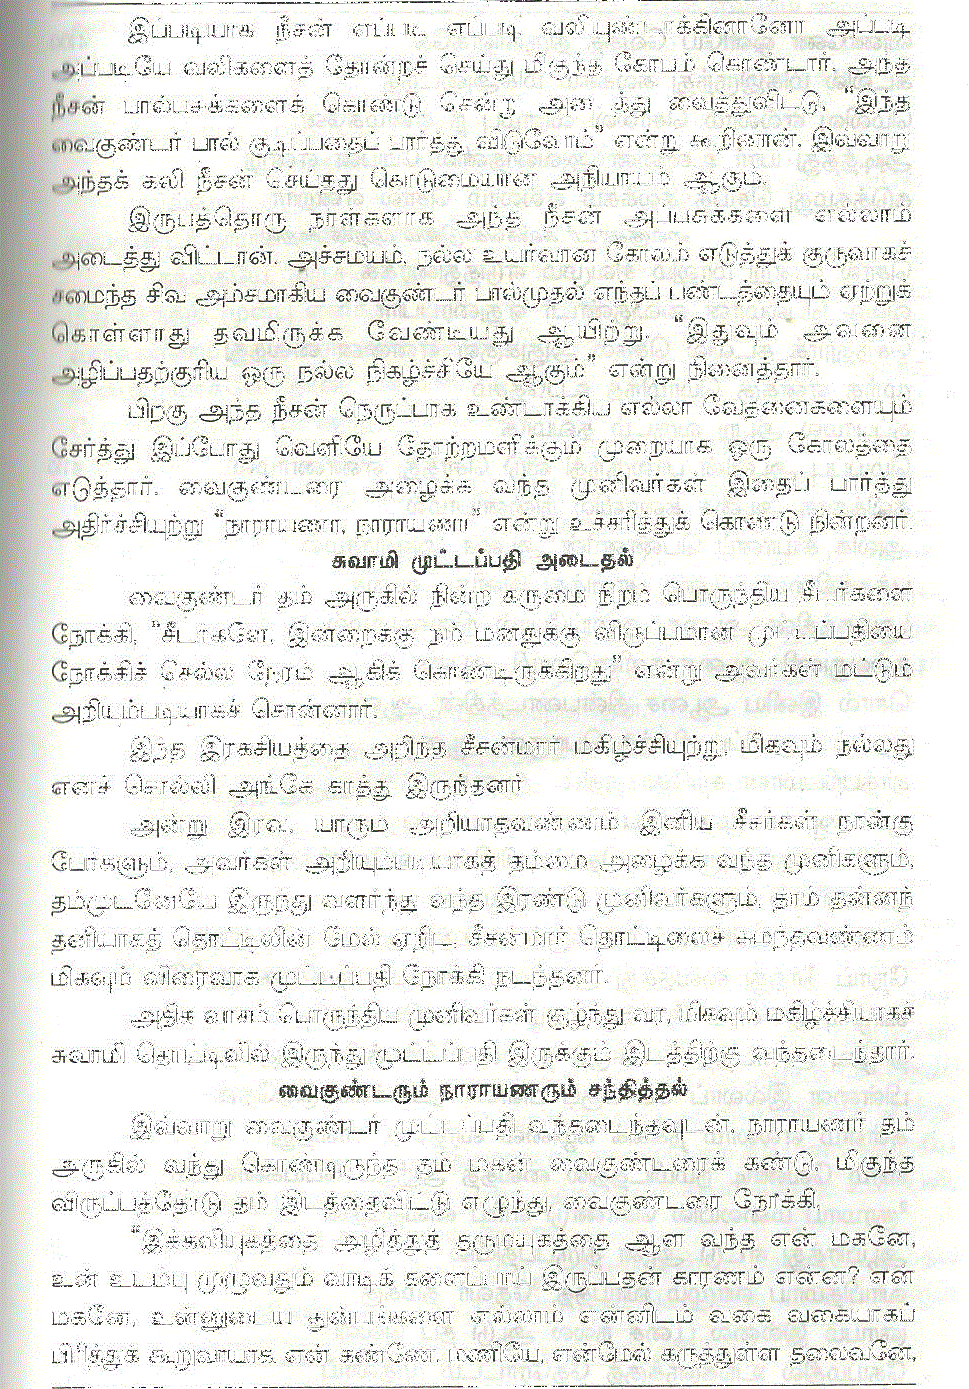 இப்படியாக நீசன் எப்படி எப்படி வலியுண்டாக்கினானோ அப்படி
அப்படியே வலிகளைத் தோன்றச் செய்து மிகுந்த கோபம் கொண்டார். அந்த
நீசன் பால்பசுக்களைக் கொண்டு சென்று அடைத்து வைத்துவிட்டு, “இந்த
வைகுண்டர் பால் குடிப்பதைப் பார்த்து விடுவோம்” என்று கூறினான். இவ்வாறு
அந்தக் கலி நீசன் செய்தது கொடுமையான அநியாயம் ஆகும்.
இருபத்தொரு நாள்களாக அந்த நீசன் அப்பசுக்களை எல்லாம்
அடைத்து விட்டான். அச்சமயம், நல்ல உயர்வான கோலம் எடுத்துக் குருவாகச்
சமைந்த சிவ அம்சமாகிய வைகுண்டர் பால்முதல் எந்தப் பண்டத்தையும் ஏற்றுக்
கொள்ளாது தவமிருக்க வேண்டியது ஆயிற்று. “இதுவும் அவனை
அழிப்பதற்குரிய ஒரு நல்ல நிகழ்ச்சியே ஆகும்” என்று நினைத்தார்.
பிறகு அந்த நீசன் நெருட்டாக உண்டாக்கிய எல்லா வேதனைகளையும்
சேர்த்து இப்போது வெளியே தோற்றமளிக்கும் முறையாக ஒரு கோலத்தை
எடுத்தார். வைகுண்டரை அழைக்க வந்த முனிவர்கள் இதைப் பார்த்து
அதிர்ச்சியுற்று “நாராயணா, நாராயணா” என்று உச்சரித்துக் கொண்டு நின்றனர்.
சுவாமி முட்டப்பதி அடைதல்
வைகுண்டர் தம் அருகில் நின்ற கருமை நிறம் பொருந்திய சீடர்களை
நோக்கி, “சீடர்களே, இன்றைக்கு நம் மனதுக்கு விருப்பமான முட்டப்பதியை
நோக்கிச் செல்ல நேரம் ஆகிக் கொண்டிருக்கிறது” என்று அவர்கள் மட்டும்
அறியம்படியாகச் சொன்னார்.
இந்த இரகசியத்தை அறிந்த சீசன்மார் மகிழ்ச்சியுற்று, மிகவும் நல்லது
எனச் சொல்லி அங்கே காத்து இருந்தனர்
அன்று இரவு, யாரும் அறியாதவண்ணம் இனிய சீசர்கள் நான்கு
பேர்களும், அவர்கள் அறியும்படியாகத் தம்மை அழைக்க வந்த முனிகளும்,
தம்முடனேயே இருந்து வளர்ந்து வந்த இரண்டு முனிவர்களும், தாம் தன்னந்
தனியாகத் தொட்டிலின் மேல் ஏறிட, சீசன்மார் தொட்டிலைச் சுமந்தவண்ணம்
மிகவும் விரைவாக முட்டப்பதி நோக்கி நடந்தனர்.
அதிக வாசம் பொருந்திய முனிவர்கள் சூழ்ந்து வர, மிகவும் மகிழ்ச்சியாகச்
சுவாமி தொட்டிலில் இருந்து முட்டப்பதி இருக்கும் இடத்திற்கு வந்தடைந்தார்.
வைகுண்டரும் நாராயணரும் சந்தித்தல்
இவ்வாறு வைகுண்டர் முட்டப்பதி வந்தடைந்தவுடன், நாராயணர் தம்
அருகில் வந்து கொண்டிருந்த தம் மகன் வைகுண்டரைக் கண்டு, மிகுந்த
விருப்பத்தோடு தம் இடத்தைவிட்டு எழுந்து, வைகுண்டரை நோக்கி,
“இக்கலியுகத்தை அழித்துத் தருமயுகத்தை ஆள வந்த என் மகனே,
உன் உடம்பு முழுவதும் வாடிக் களைப்பாய் இருப்பதன் காரணம் என்ன? என்
மகனே, உன்னுடைய துன்பங்களை எல்லாம் என்னிடம் வகை வகையாகப்
பிரித்துக் கூறுவாயாக என் கண்ணே, மணியே, என்மேல் கருத்துள்ள தலைவனே,